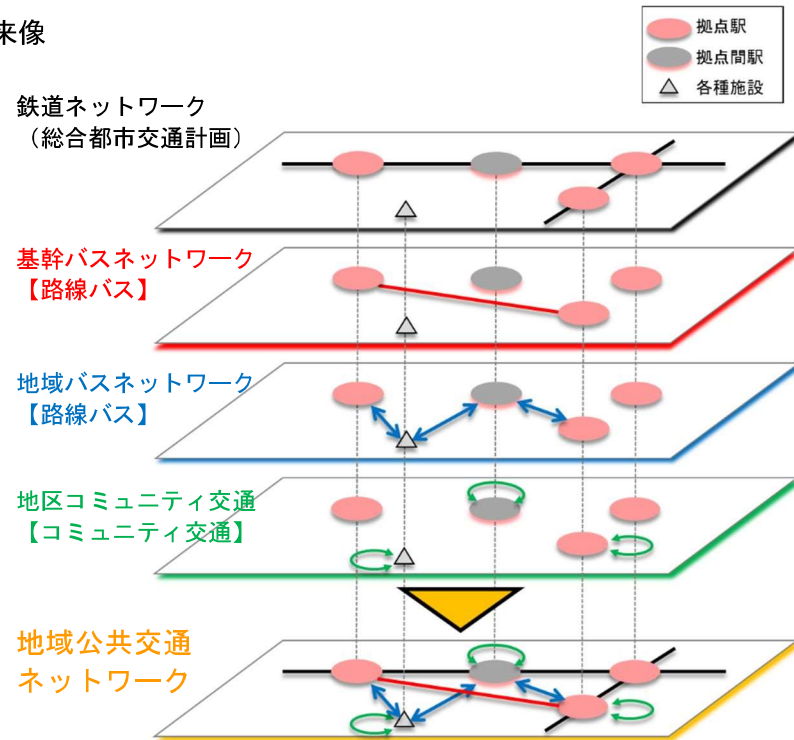 来像
拠点駅
拠点間駅
各種施設
鉄道ネットワーク
（総合都市交通計画）
基幹バスネットワーク
【路線バス】
地域バスネットワーク
【路線バス】
地区コミュニティ交通
【コミュニティ交通】
地域公共交通
ネットワーク